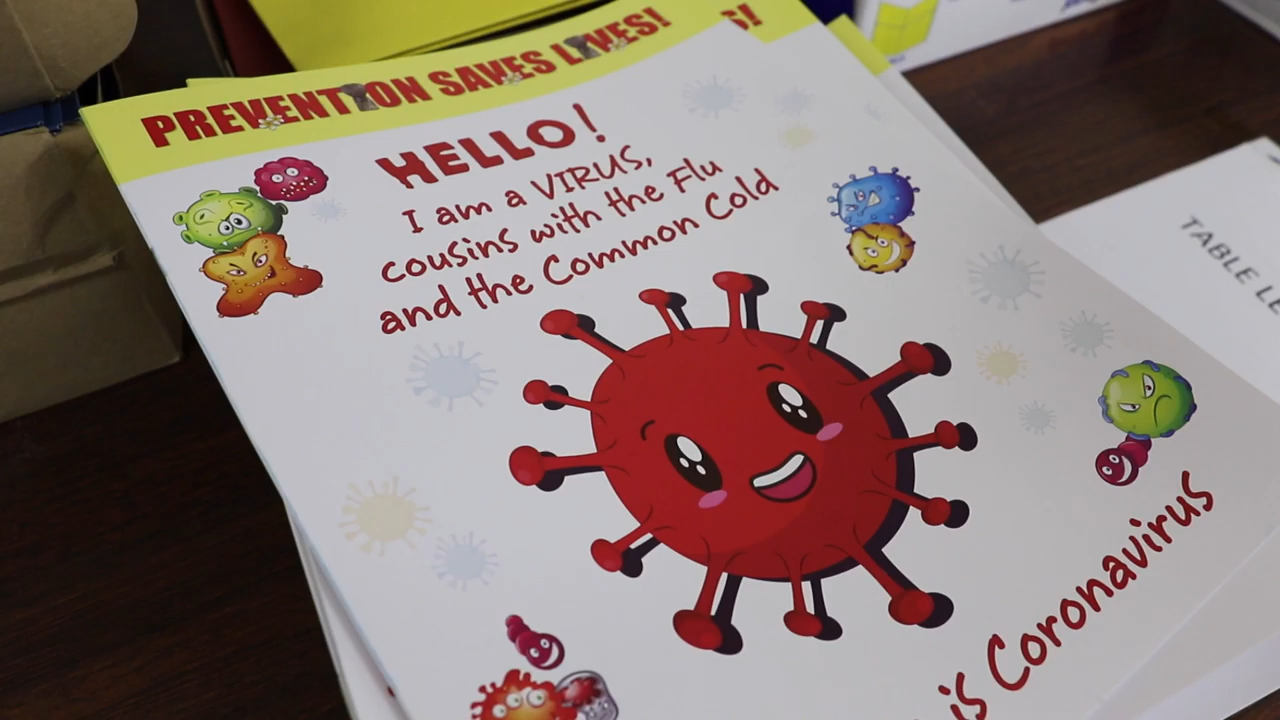 PREVENTION SAVES LIVES!
S!
HELLO!
I am a VIRUS,
cousins with the Flu
and the Common Cold
is Coronavirus
TABLE